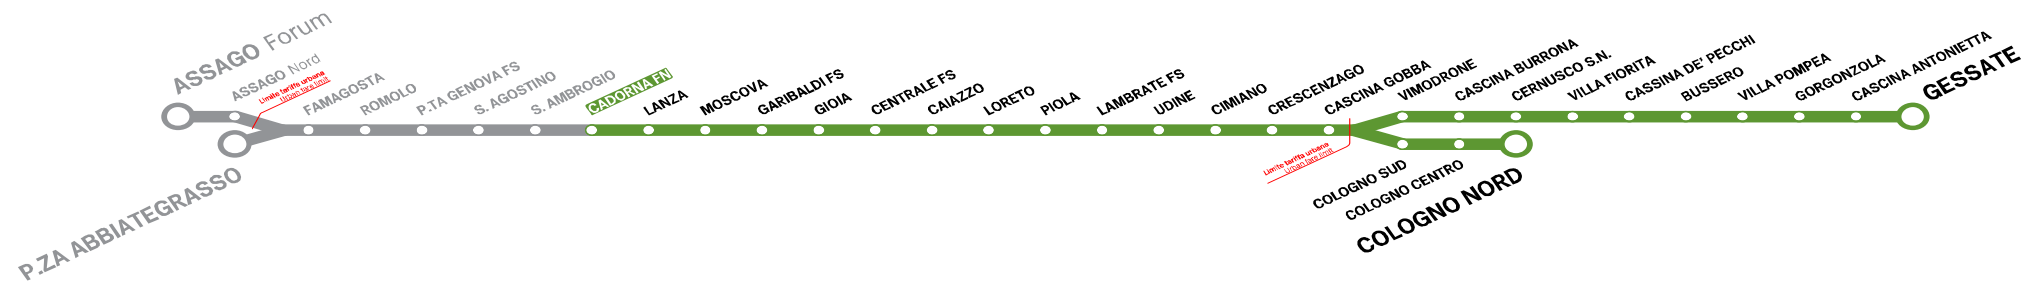 ASSAGO Forum
ASSAGO Nord
Limite tariffa urbana
Urban fare limit
P.ZA ABBIATEGRASSO
FAMAGOSTA
ROMOLO
P.TA GENOVA FS
S. AGOSTINO
S. AMBROGIO
CADORNA FN
LANZA
MOSCOVA
GARIBALDI FS
GIOIA
CENTRALE FS
CAIAZZO
LORETO
PIOLA
LAMBRATE FS
UDINE
CIMIANO
CRESCENZAGO
CASCINA GOBBA
Limite tariffa urbana
Urban fare limit
VIMODRONE
CASCINA BURRONA
CERNUSCO S.N.
VILLA FIORITA
CASSINA DE' PECCHI
BUSSERO
VILLA POMPEA
GORGONZOLA
CASCINA ANTONIETTA
GESSATE
COLOGNO SUD
COLOGNO CENTRO
COLOGNO NORD